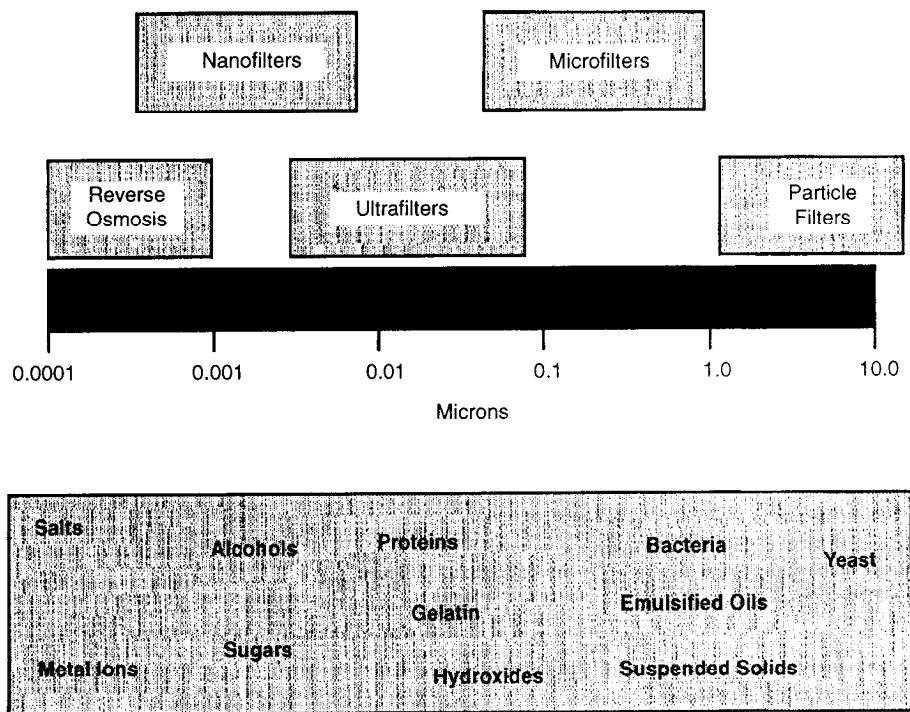 Nanofilters
Microfilters
Reverse
Osmosis
Ultrafilters
Particle
Filters
0.0001
0.001
0.01
0.1
1.0
10.0
Microns
Salts
Alcohols
Proteins
Bacteria
Yeast
Gelatin
Emulsified Oils
Sugars
Metal Ions
Hydroxides
Suspended Solids